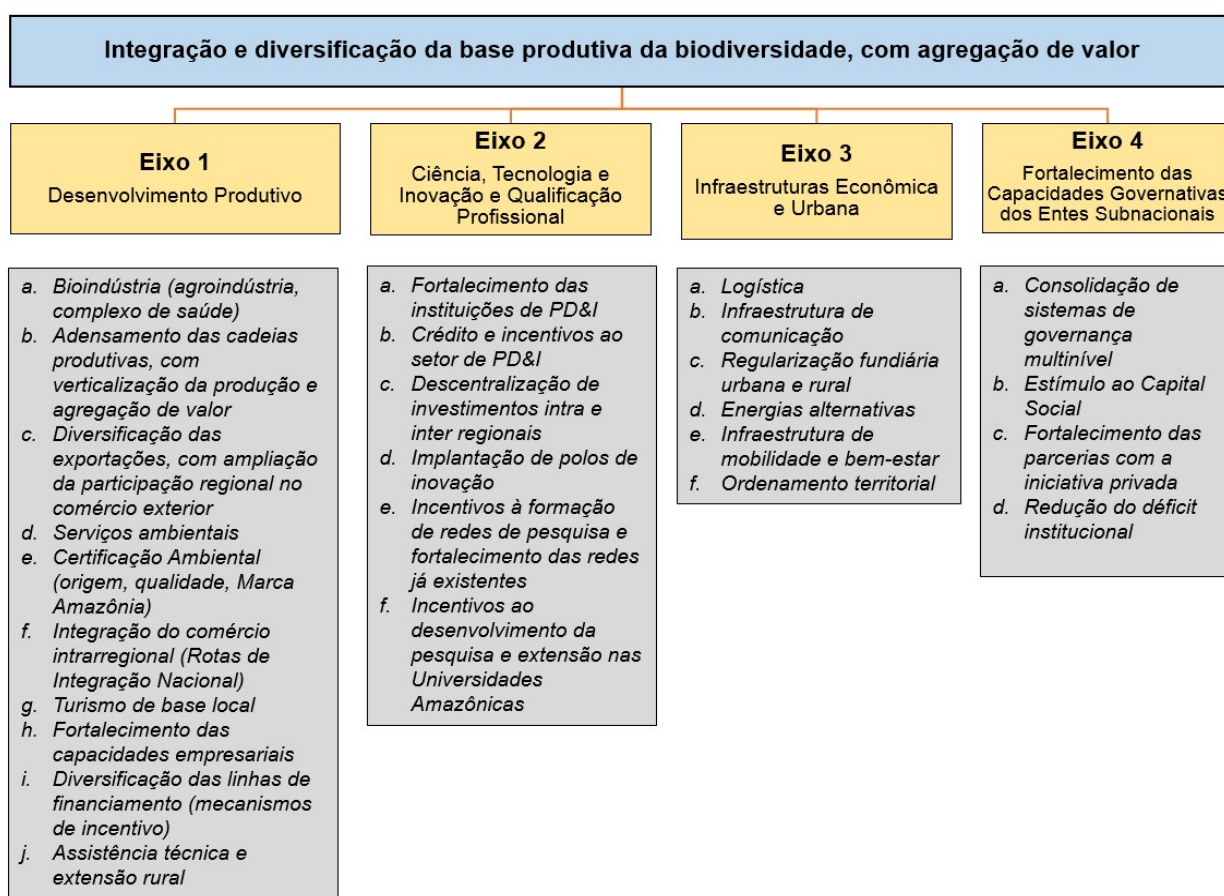 Integração e diversificação da base produtiva da biodiversidade, com agregação de valor
Eixo 1
Desenvolvimento Produtivo
a. Bioindústria (agroindústria,
complexo de saúde)
b. Adensamento das cadeias
produtivas, com
verticalização da produção e
agregação de valor
c. Diversificação das
exportações, com ampliação
da participação regional no
comércio exterior
d. Serviços ambientais
e. Certificação Ambiental
(origem, qualidade, Marca
Amazônia)
f. Integração do comércio
intrarregional (Rotas de
Integração Nacional)
g. Turismo de base local
h. Fortalecimento das
capacidades empresariais
i. Diversificação das linhas de
financiamento (mecanismos
de incentivo)
j. Assistência técnica e
extensão rural
Eixo 2
Ciência, Tecnologia e
Inovação e Qualificação
Profissional
a. Fortalecimento das
instituições de PD&I
b. Crédito e incentivos ao
setor de PD&I
c. Descentralização de
investimentos intra e
inter regionais
d. Implantação de polos de
inovação
e. Incentivos à formação
de redes de pesquisa e
fortalecimento das redes
já existentes
f. Incentivos ao
desenvolvimento da
pesquisa e extensão nas
Universidades
Amazônicas
Eixo 3
Infraestruturas Econômica
e Urbana
a. Logística
b. Infraestrutura de
comunicação
c. Regularização fundiária
urbana e rural
d. Energias alternativas
e. Infraestrutura de
mobilidade e bem-estar
f. Ordenamento territorial
Eixo 4
Fortalecimento das
Capacidades Governativas
dos Entes Subnacionais
a. Consolidação de
sistemas de
governança
multinível
b. Estímulo ao Capital
Social
c. Fortalecimento das
parcerias com a
iniciativa privada
d. Redução do déficit
institucional